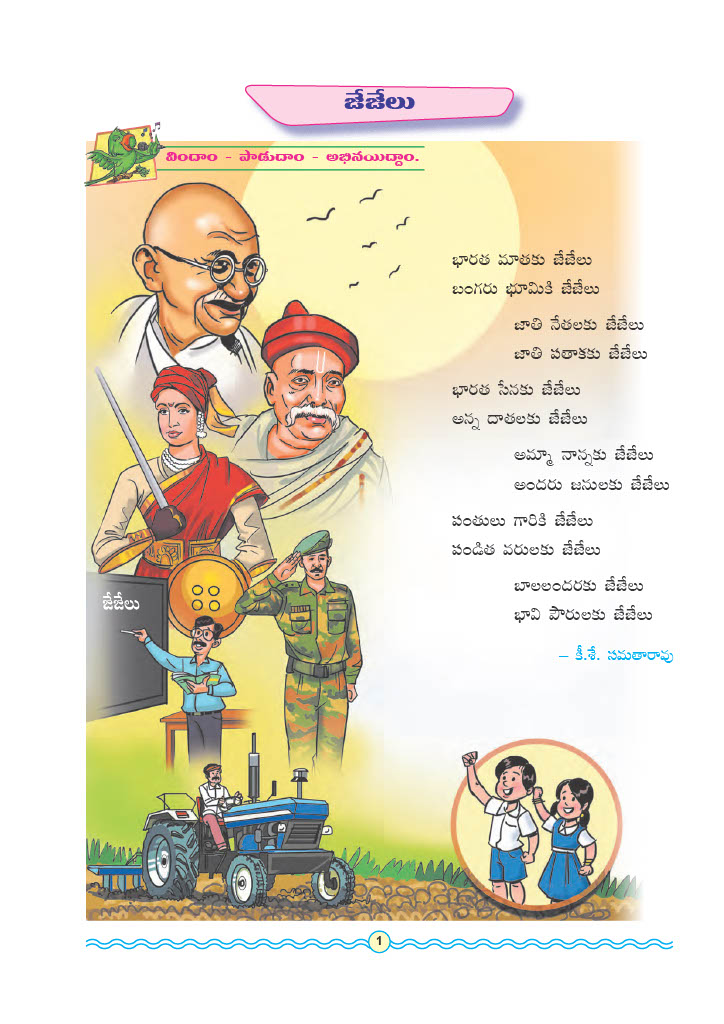 జేజేలు
విందాం - పాడుదాం - అభినయిద్దాం.
భారత మాతకు జేజేలు
బంగరు భూమికి జేజేలు
జాతి నేతలకు జేజేలు
జాతి పతాకకు జేజేలు
భారత సేనకు జేజేలు
అన్న దాతలకు జేజేలు
అమ్మా నాన్నకు జేజేలు
అందరు జనులకు జేజేలు
పంతులు గారికి జేజేలు
పండిత వరులకు జేజేలు
బాలలందరకు జేజేలు
భావి పౌరులకు జేజేలు
– కీ.శే. సమతారావు
జేజేలు
1